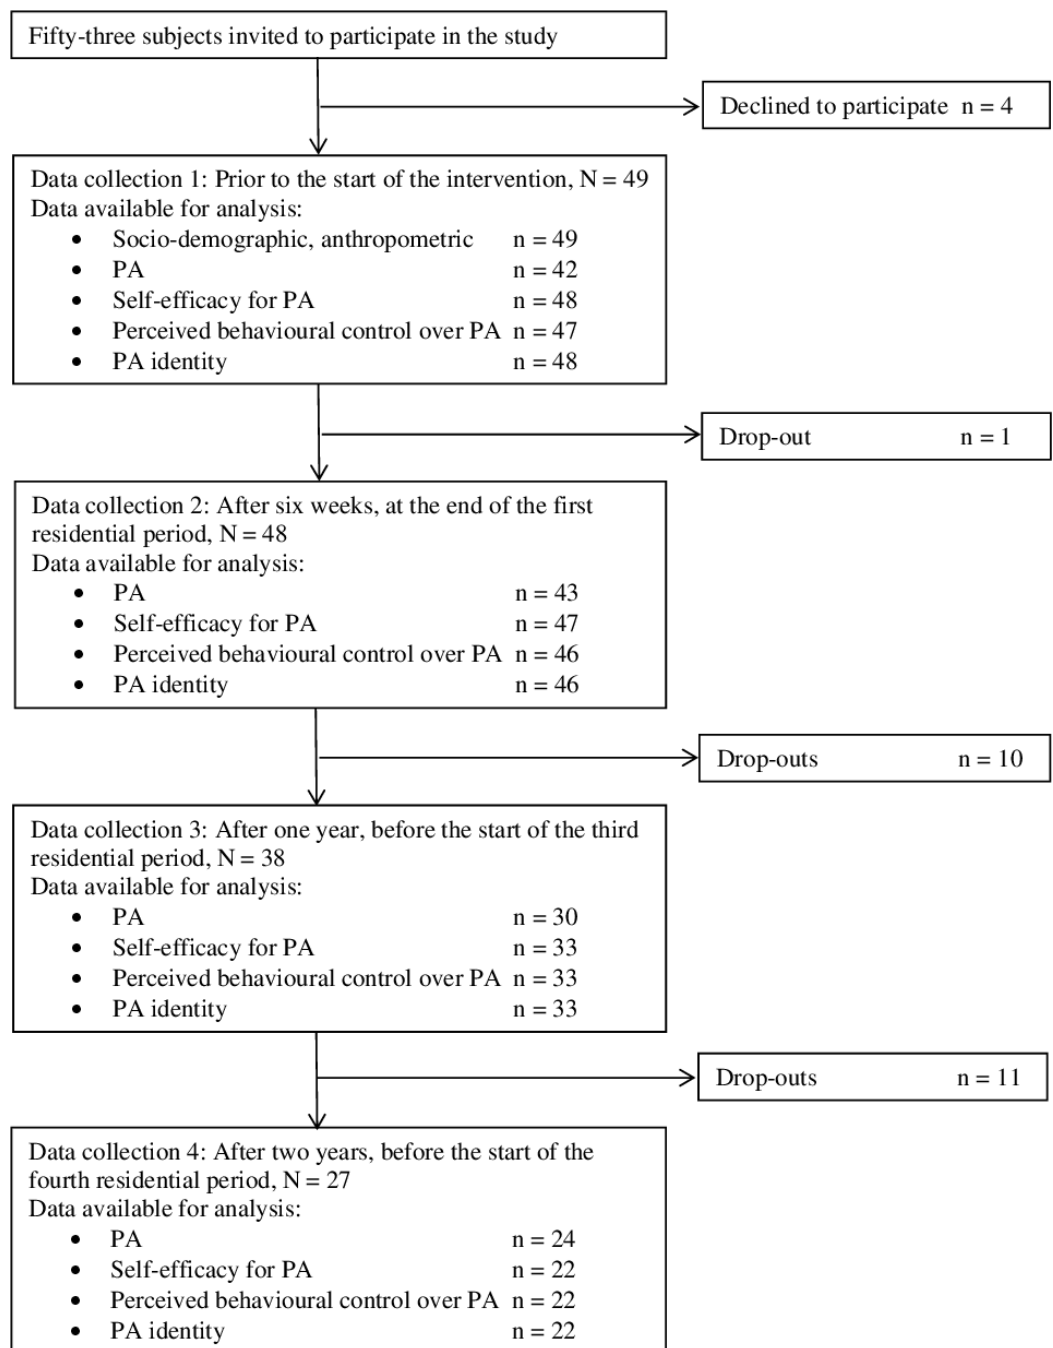 Fifty-three subjects invited to participate in the study
Declined to participate n = 4
Data collection 1: Prior to the start of the intervention, N = 49
Data available for analysis:
• Socio-demographic, anthropometric n = 49
• PA n = 42
• Self-efficacy for PA n = 48
• Perceived behavioural control over PA n = 47
• PA identity n = 48
Drop-out n = 1
Data collection 2: After six weeks, at the end of the first
residential period, N = 48
Data available for analysis:
• PA n = 43
• Self-efficacy for PA n = 47
• Perceived behavioural control over PA n = 46
• PA identity n = 46
Drop-outs n = 10
Data collection 3: After one year, before the start of the third
residential period, N = 38
Data available for analysis:
• PA n = 30
• Self-efficacy for PA n = 33
• Perceived behavioural control over PA n = 33
• PA identity n = 33
Drop-outs n = 11
Data collection 4: After two years, before the start of the
fourth residential period, N = 27
Data available for analysis:
• PA n = 24
• Self-efficacy for PA n = 22
• Perceived behavioural control over PA n = 22
• PA identity n = 22